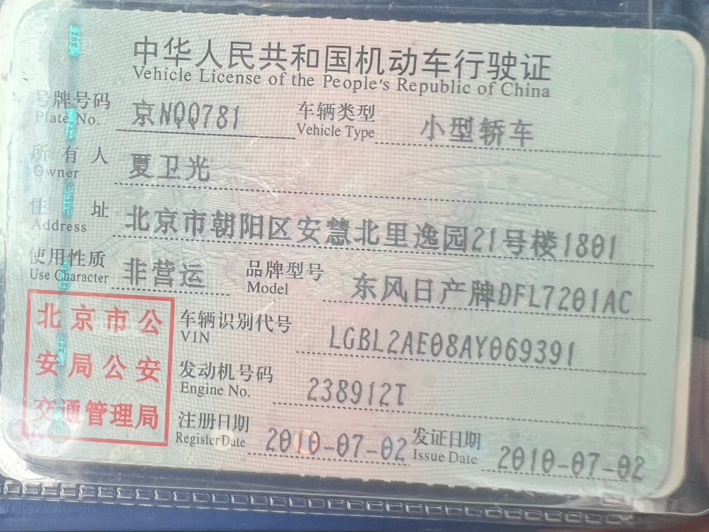 中华人民共和国机动车行驶证
Vehicle License of the People's Republic of China
号牌号码 京NQQ781 车辆类型 小型轿车
Plate No. Vehicle Type
所有人 夏卫光
Owner
住址 北京市朝阳区安慧北里逸园21号楼1801
Address
使用性质 非营运 品牌型号 东风日产牌DFL7201AC
Use Character Model
北京市公
安局公安
交通管理局
车辆识别代号 LGBL2AE08AY069391
VIN
发动机号码 238912T
Engine No.
注册日期 2010-07-02 发证日期 2010-07-02
Register Date Issue Date